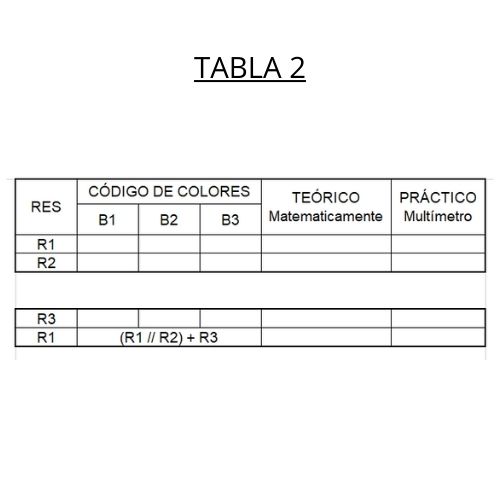 TABLA 2
RES
CÓDIGO DE COLORES
B1 B2 B3
TEÓRICO
Matematicamente
PRÁCTICO
Multímetro
R1
R2
R3
R1 (R1 // R2) + R3